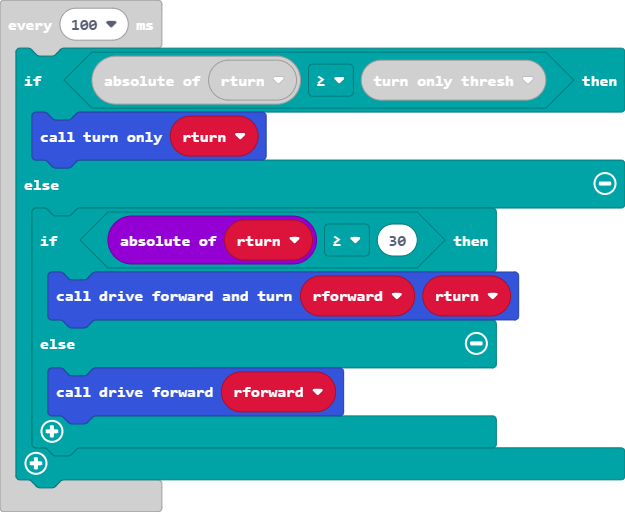 every 100 ms
if absolute of rturn ≥ turn only thresh then
call turn only rturn
else
if absolute of rturn ≥ 30 then
call drive forward and turn rforward rturn
else
call drive forward rforward